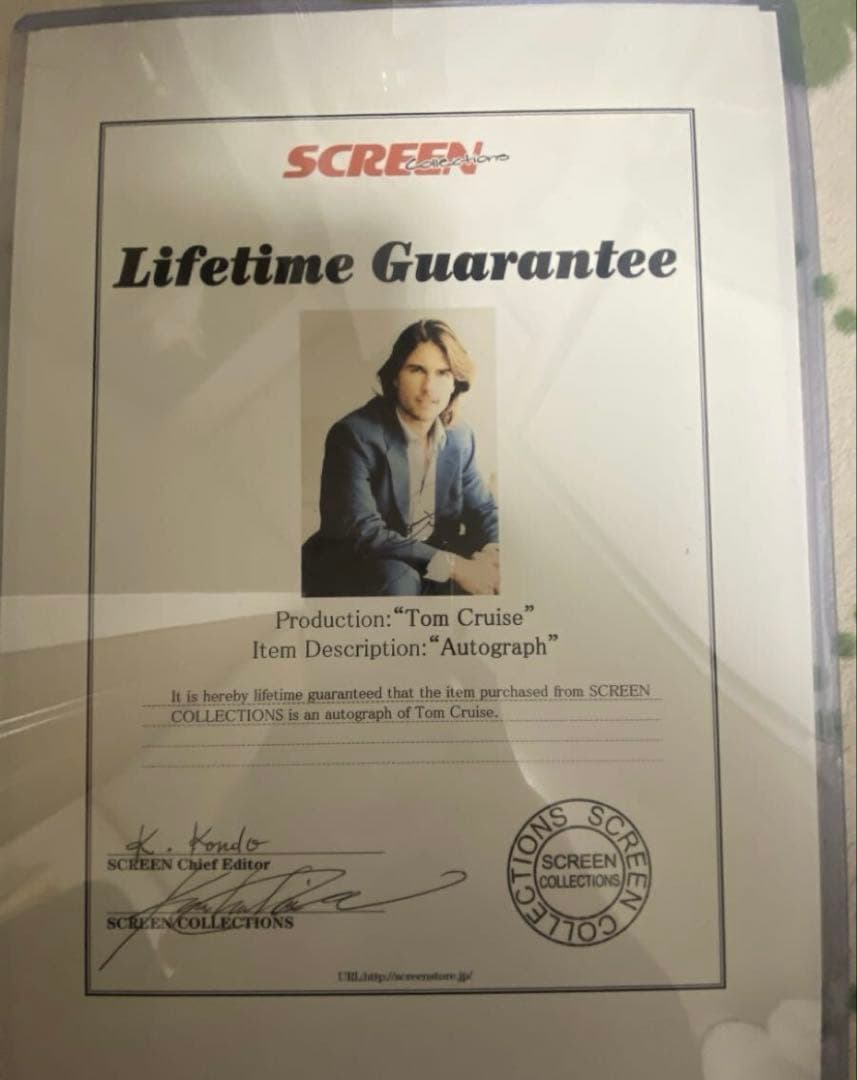 SCREEN Collections
Lifetime Guarantee
Production:“Tom Cruise”
Item Description:“Autograph”
It is hereby lifetime guaranteed that the item purchased from SCREEN
COLLECTIONS is an autograph of Tom Cruise.
K. Kondo
SCREEN Chief Editor
SCREEN COLLECTIONS
SCREEN COLLECTIONS
SCREEN
COLLECTIONS
URL:http://screenstore.jp/